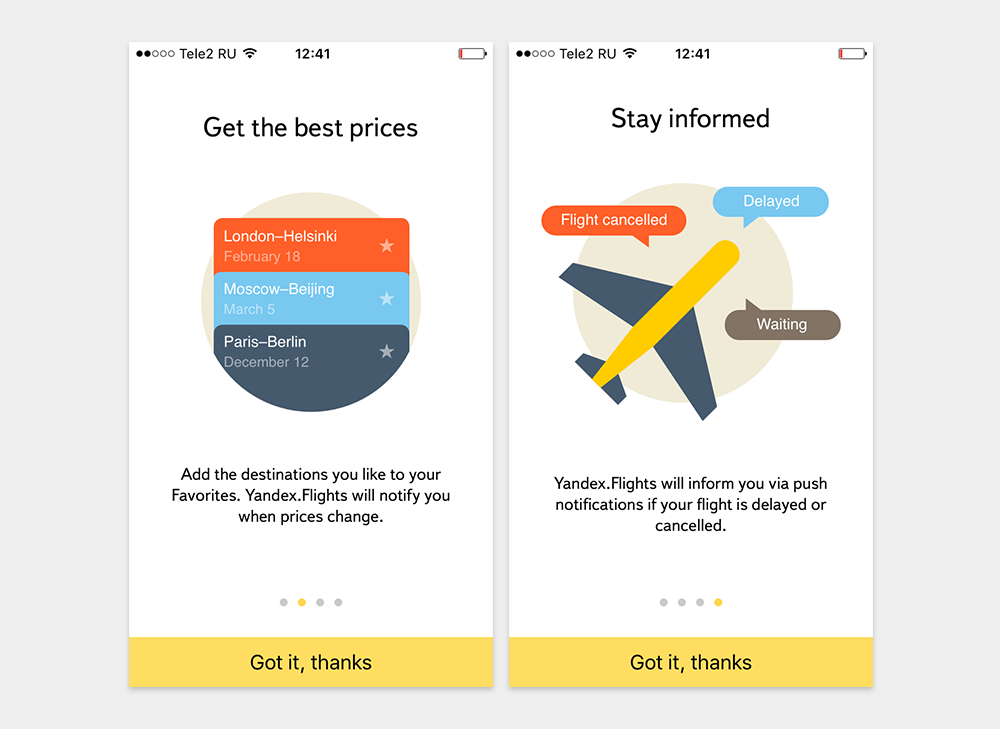 Tele2 RU 12:41
Get the best prices
London–Helsinki
February 18
Moscow–Beijing
March 5
Paris–Berlin
December 12
Add the destinations you like to your
Favorites. Yandex.Flights will notify you
when prices change.
Got it, thanks
Tele2 RU 12:41
Stay informed
Delayed
Flight cancelled
Waiting
Yandex.Flights will inform you via push
notifications if your flight is delayed or
cancelled.
Got it, thanks